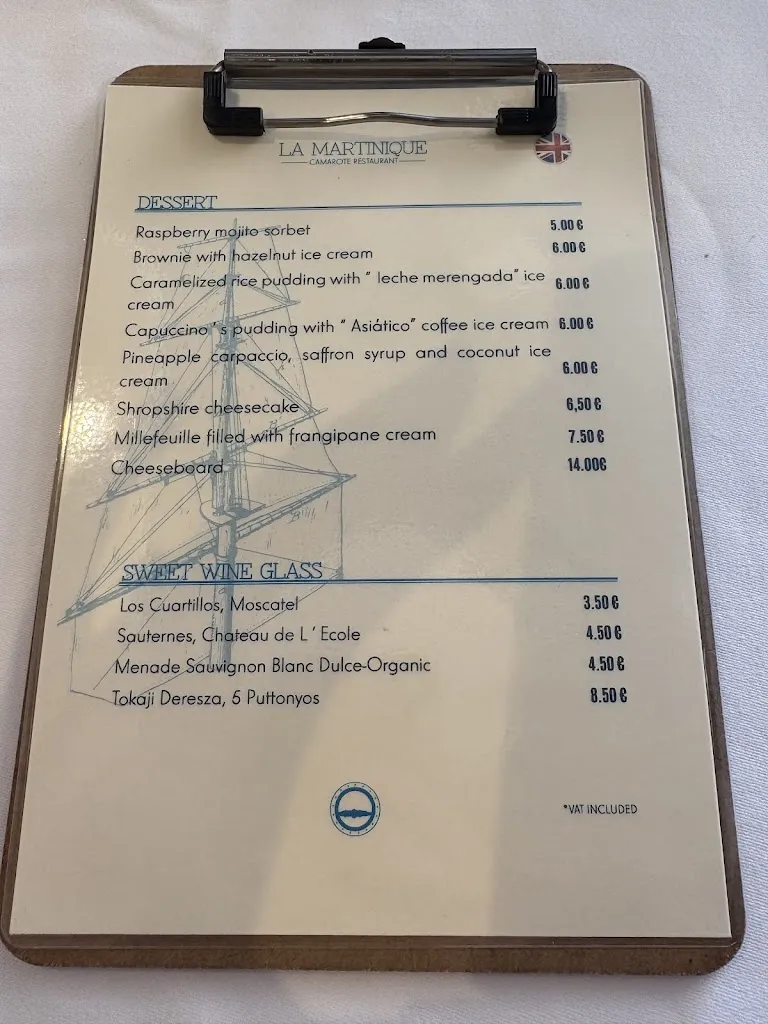 LA MARTINIQUE
CAMAROTE RESTAURANT
DESSERT
Raspberry mojito sorbet 5.00 €
Brownie with hazelnut ice cream 6.00 €
Caramelized rice pudding with " leche merengada" ice 6.00 €
cream
Capuccino´s pudding with " Asiático" coffee ice cream 6.00 €
Pineapple carpaccio, saffron syrup and coconut ice
cream 6.00 €
Shropshire cheesecake 6,50 €
Millefeuille filled with frangipane cream 7.50 €
Cheeseboard 14.00€
SWEET WINE GLASS
Los Cuartillos, Moscatel 3.50 €
Sauternes, Chateau de L´Ecole 4.50 €
Menade Sauvignon Blanc Dulce-Organic 4.50 €
Tokaji Deresza, 5 Puttonyos 8.50 €
*VAT INCLUDED